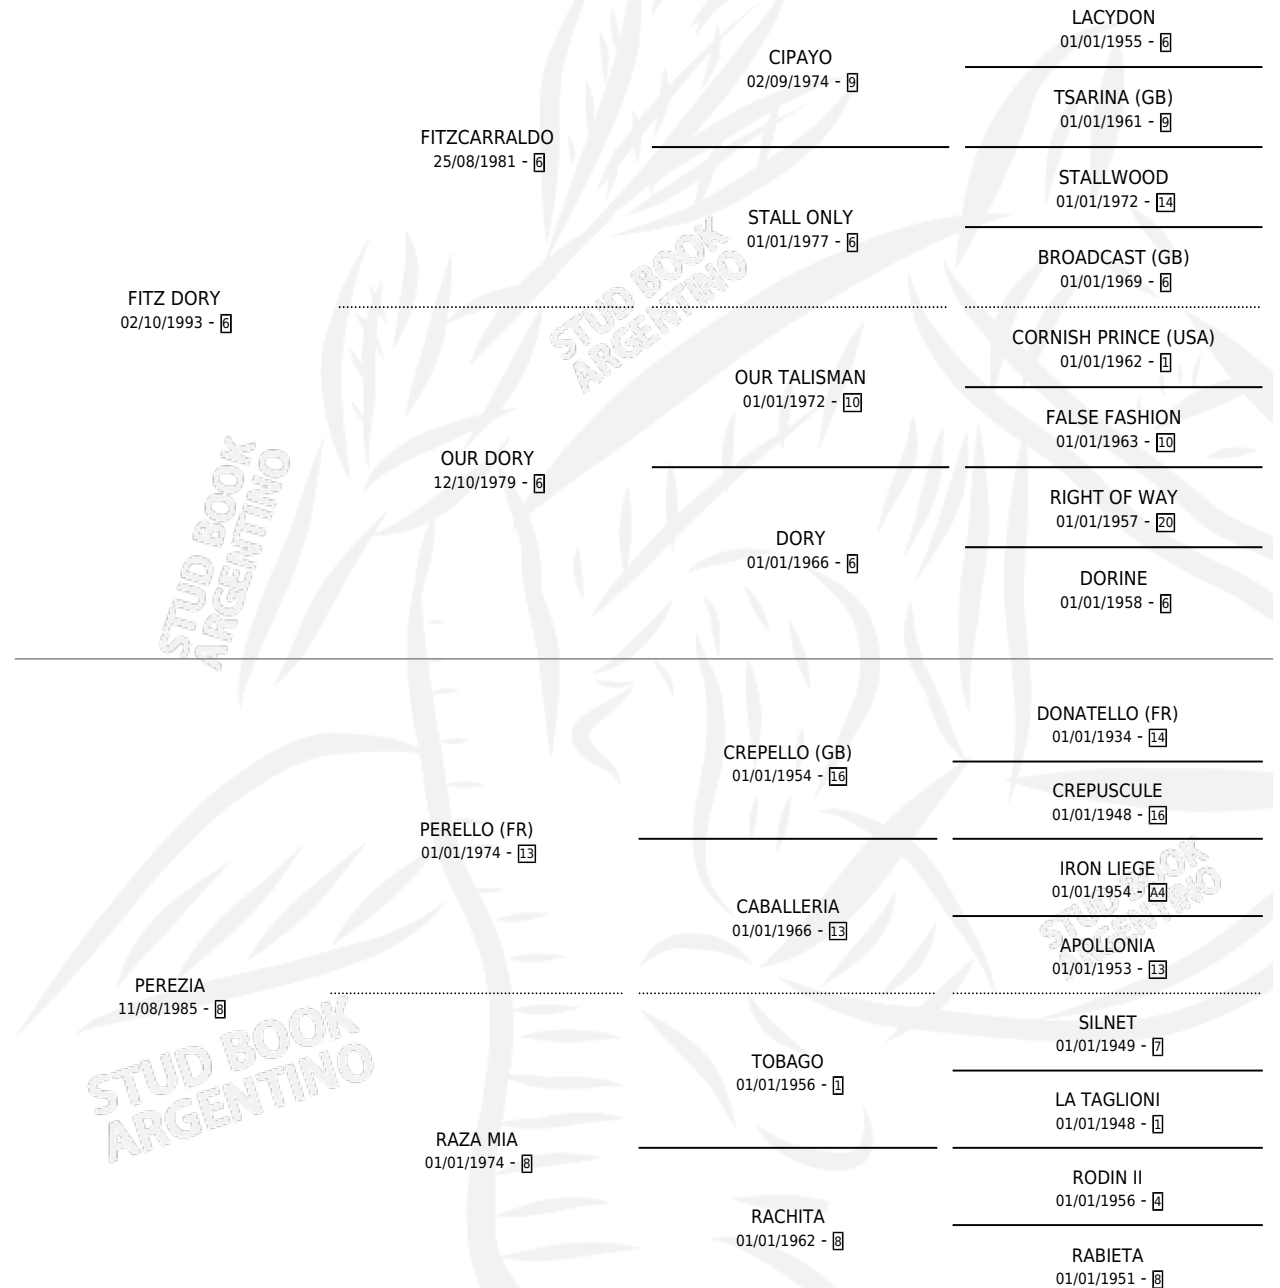 LACYDON
01/01/1955 - 6
CIPAYO
02/09/1974 - 9
TSARINA (GB)
01/01/1961 - 9
FITZCARRALDO
25/08/1981 - 6
STALLWOOD
01/01/1972 - 14
STALL ONLY
01/01/1977 - 6
BROADCAST (GB)
01/01/1969 - 6
FITZ DORY
02/10/1993 - 6
CORNISH PRINCE (USA)
01/01/1962 - 1
OUR TALISMAN
01/01/1972 - 10
FALSE FASHION
01/01/1963 - 10
OUR DORY
12/10/1979 - 6
RIGHT OF WAY
01/01/1957 - 20
DORY
01/01/1966 - 6
DORINE
01/01/1958 - 6
STUD BOOK
ARGENTINO
STUD BOOK
ARGENTINO
DONATELLO (FR)
01/01/1934 - 14
CREPELLO (GB)
01/01/1954 - 16
CREPUSCULE
01/01/1948 - 16
PERELLO (FR)
01/01/1974 - 13
IRON LIEGE
01/01/1954 - A4
CABALLERIA
01/01/1966 - 13
APOLLONIA
01/01/1953 - 13
PEREZIA
11/08/1985 - 8
SILNET
01/01/1949 - 7
TOBAGO
01/01/1956 - 1
LA TAGLIONI
01/01/1948 - 1
RAZA MIA
01/01/1974 - 8
RODIN II
01/01/1956 - 4
RACHITA
01/01/1962 - 8
RABIETA
01/01/1951 - 8
STUD BOOK
ARGENTINO
STUD BOOK
ARGENTINO